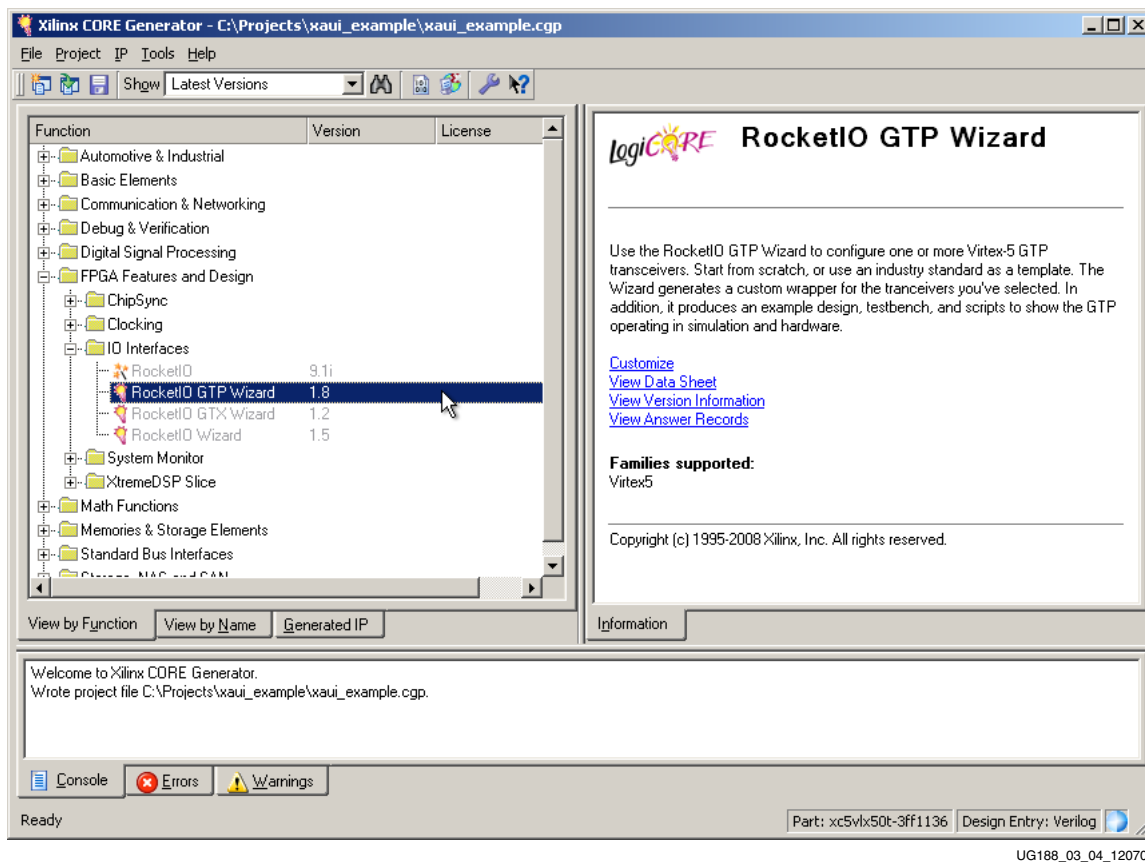 Xilinx CORE Generator - C:\Projects\xaui_example\xaui_example.cgp
File Project IP Tools Help
Show Latest Versions
Function Version License
Automotive & Industrial
Basic Elements
Communication & Networking
Debug & Verification
Digital Signal Processing
FPGA Features and Design
ChipSync
Clocking
IO Interfaces
RocketIO 9.1i
RocketIO GTP Wizard 1.8
RocketIO GTX Wizard 1.2
RocketIO Wizard 1.5
System Monitor
XtremeDSP Slice
Math Functions
Memories & Storage Elements
Standard Bus Interfaces
Storage, NAS and SAN
View by Function View by Name Generated IP
LogiCORE RocketIO GTP Wizard
Use the RocketIO GTP Wizard to configure one or more Virtex-5 GTP
transceivers. Start from scratch, or use an industry standard as a template. The
Wizard generates a custom wrapper for the tranceivers you've selected. In
addition, it produces an example design, testbench, and scripts to show the GTP
operating in simulation and hardware.
Customize
View Data Sheet
View Version Information
View Answer Records
Families supported:
Virtex5
Copyright (c) 1995-2008 Xilinx, Inc. All rights reserved.
Information
Welcome to Xilinx CORE Generator.
Wrote project file C:\Projects\xaui_example\xaui_example.cgp.
Console Errors Warnings
Ready Part: xc5vlx50t-3ff1136 Design Entry: Verilog
UG188_03_04_12070